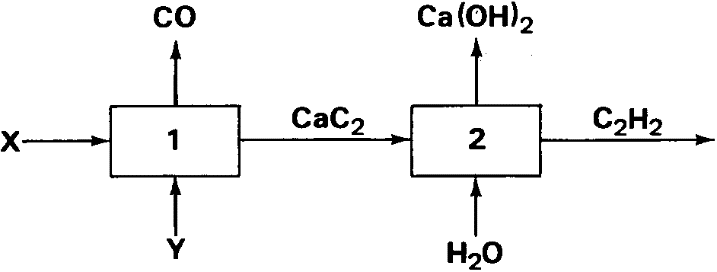 CO
Ca(OH)₂
X
1
CaC₂
2
C₂H₂
Y
H₂O